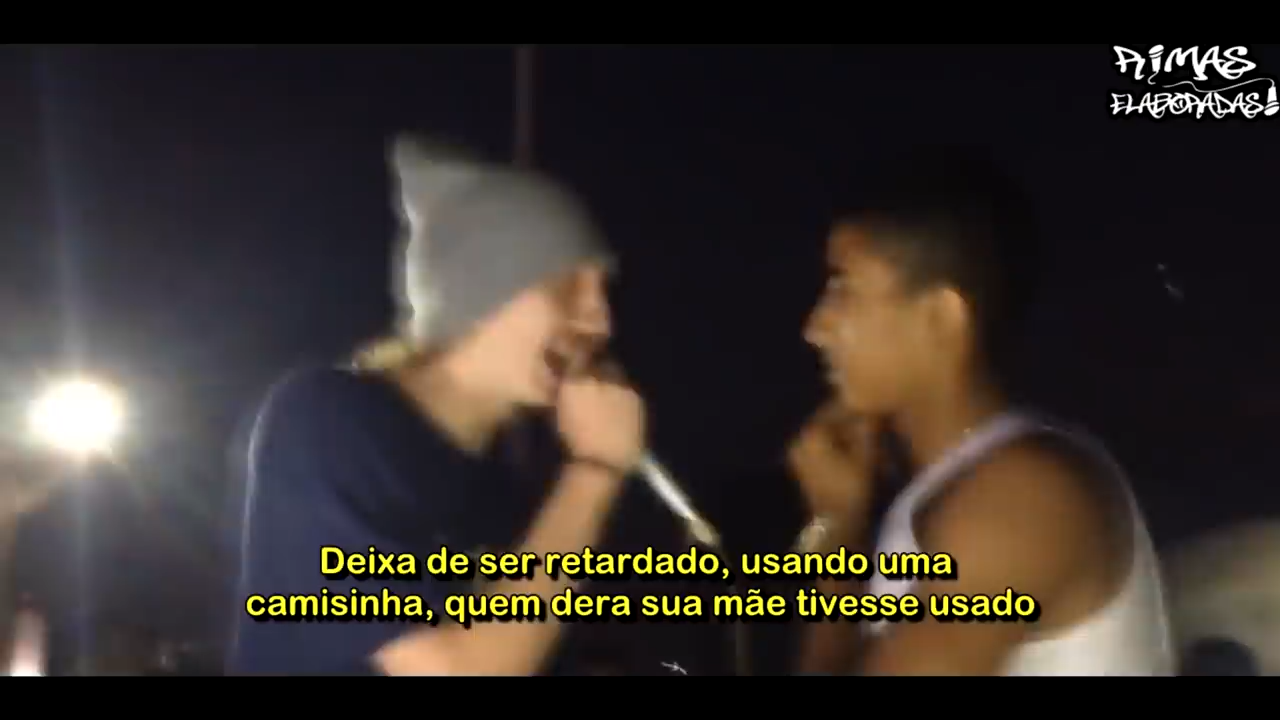 RIMAS
ELABORADAS!
Deixa de ser retardado, usando uma
camisinha, quem dera sua mãe tivesse usado